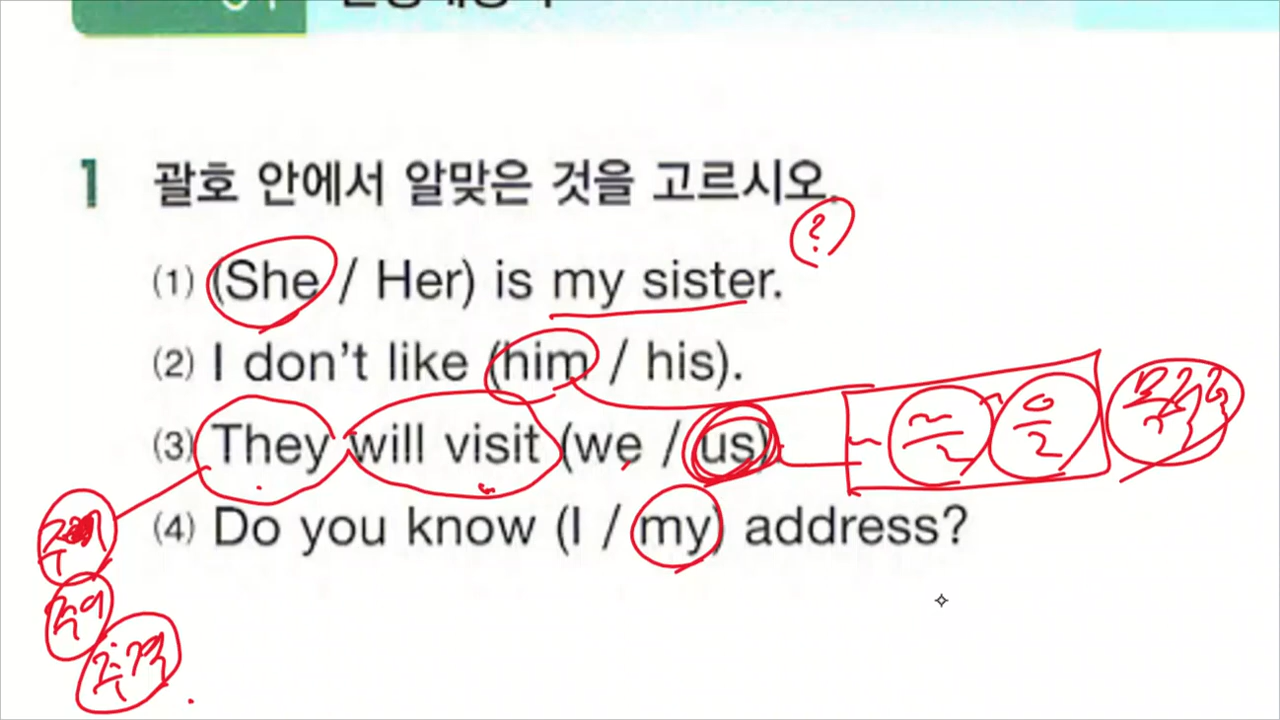 1 괄호 안에서 알맞은 것을 고르시오.
?
(1) (She / Her) is my sister.
(2) I don't like (him / his).
(3) They will visit (we / us).
(4) Do you know (I / my) address?
주어
주격